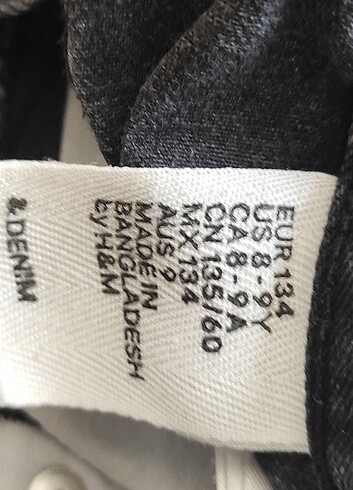 EUR 134
US 8 - 9Y
CA 8 - 9 A
CN 135/60
MX 134
AUS 9
MADE IN
BANGLADESH
by H&M
& DENIM